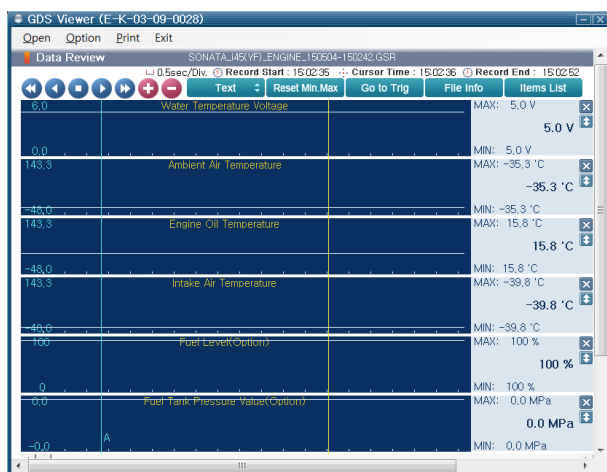 GDS Viewer (E-K-03-09-0028)
Open Option Print Exit
Data Review SONATA_i45(YF)_ENGINE_150504-150242.GSR
0.5sec/Div. Record Start : 15:02:35 Cursor Time : 15:02:36 Record End : 15:02:52
Text Reset Min.Max Go to Trig File Info Items List
6.0 Water Temperature Voltage MAX: 5.0 V
5.0 V
0.0 MIN: 5.0 V
143.3 Ambient Air Temperature MAX: -35.3 'C
-35.3 'C
-48.0 MIN: -35.3 'C
143.3 Engine Oil Temperature MAX: 15.8 'C
15.8 'C
-48.0 MIN: 15.8 'C
143.3 Intake Air Temperature MAX: -39.8 'C
-39.8 'C
-40.0 MIN: -39.8 'C
100 Fuel Level(Option) MAX: 100 %
100 %
0 MIN: 100 %
0.0 Fuel Tank Pressure Value(Option) MAX: 0.0 MPa
0.0 MPa
A
-0.0 MIN: 0.0 MPa